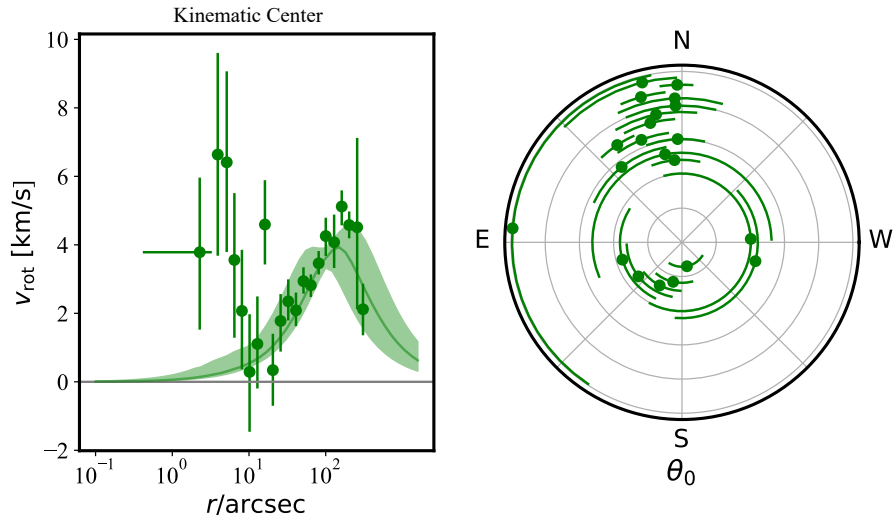 Kinematic Center
10
8
6
4
2
0
−2
v_rot [km/s]
10^−1 10^0 10^1 10^2
r/arcsec
N
E
W
S
θ_0